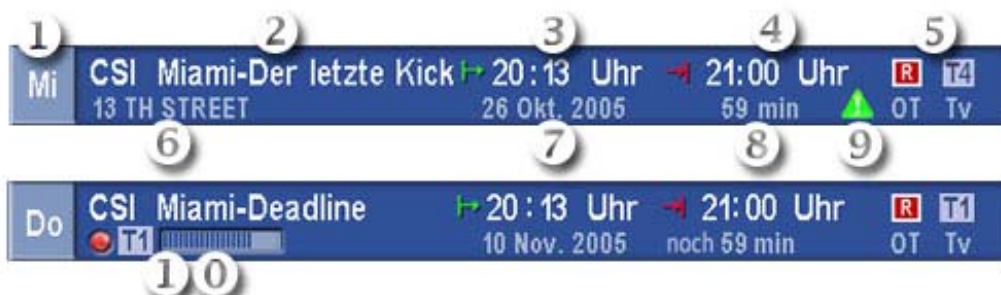 1 2 3 4 5
Mi CSI Miami-Der letzte Kick 20:13 Uhr 21:00 Uhr R T4
13 TH STREET 26 Okt. 2005 59 min ! OT Tv
6 7 8 9
Do CSI Miami-Deadline 20:13 Uhr 21:00 Uhr R T1
T1 10 Nov. 2005 noch 59 min OT Tv
10